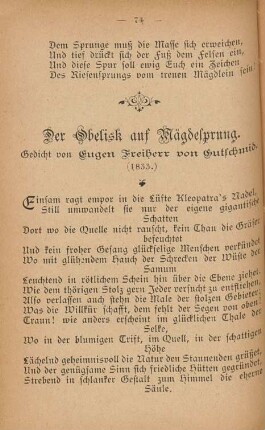 — 74 —
Dem Sprunge muß die Masse sich erweichen,
Und tief drückt sich der Fuß dem Felsen ein,
Und diese Spur soll ewig Euch ein Zeichen
Des Riesensprungs vom treuen Mägdlein sein.
Der Obelisk auf Mägdesprung.
Gedicht von Eugen Freiherr von Gutschmid.
(1835.)
Einsam ragt empor in die Lüfte Kleopatra's Nadel,
Still umwandelt sie nur der eigene gigantische
Schatten
Dort wo die Quelle nicht rauschet, kein Thau die Gräser
befeuchtet
Und kein froher Gesang glückselige Menschen verkündet
Wo mit glühendem Hauch der Schrecken der Wüste der
Samum
Leuchtend in rötlichem Schein hin über die Ebene ziehet.
Wie dem thörigen Stolz gern Jeder versucht zu entfliehen,
Also verlassen auch stehn die Male der stolzen Gebieter;
Was die Willkür schafft, dem fehlt der Segen von oben!
Traun! wie anders erscheint im glücklichen Thale der
Selke,
Wo in der blumigen Trift, im Quell, in der schattigen
Höhe
Lächelnd geheimnisvoll die Natur den Staunenden grüßet,
Und der genügsame Sinn sich friedliche Hütten gegründet,
Strebend in schlanker Gestalt zum Himmel die eherne
Säule.